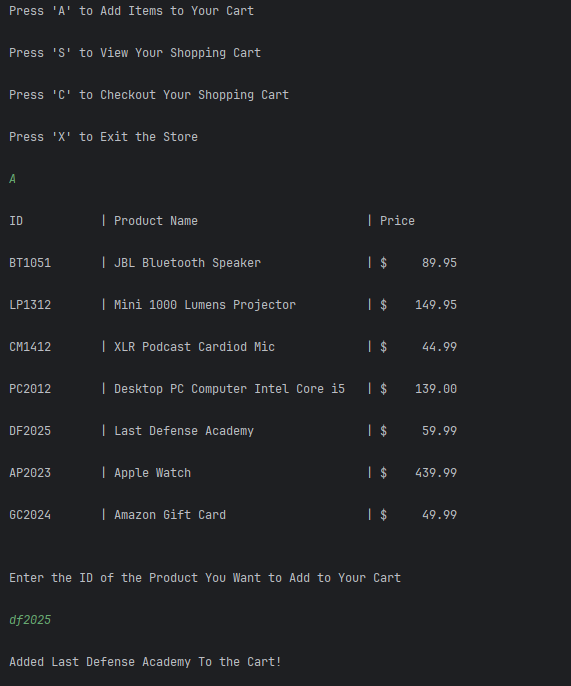 Press 'A' to Add Items to Your Cart
Press 'S' to View Your Shopping Cart
Press 'C' to Checkout Your Shopping Cart
Press 'X' to Exit the Store
A
ID | Product Name | Price
BT1051 | JBL Bluetooth Speaker | $ 89.95
LP1312 | Mini 1000 Lumens Projector | $ 149.95
CM1412 | XLR Podcast Cardiod Mic | $ 44.99
PC2012 | Desktop PC Computer Intel Core i5 | $ 139.00
DF2025 | Last Defense Academy | $ 59.99
AP2023 | Apple Watch | $ 439.99
GC2024 | Amazon Gift Card | $ 49.99
Enter the ID of the Product You Want to Add to Your Cart
df2025
Added Last Defense Academy To the Cart!